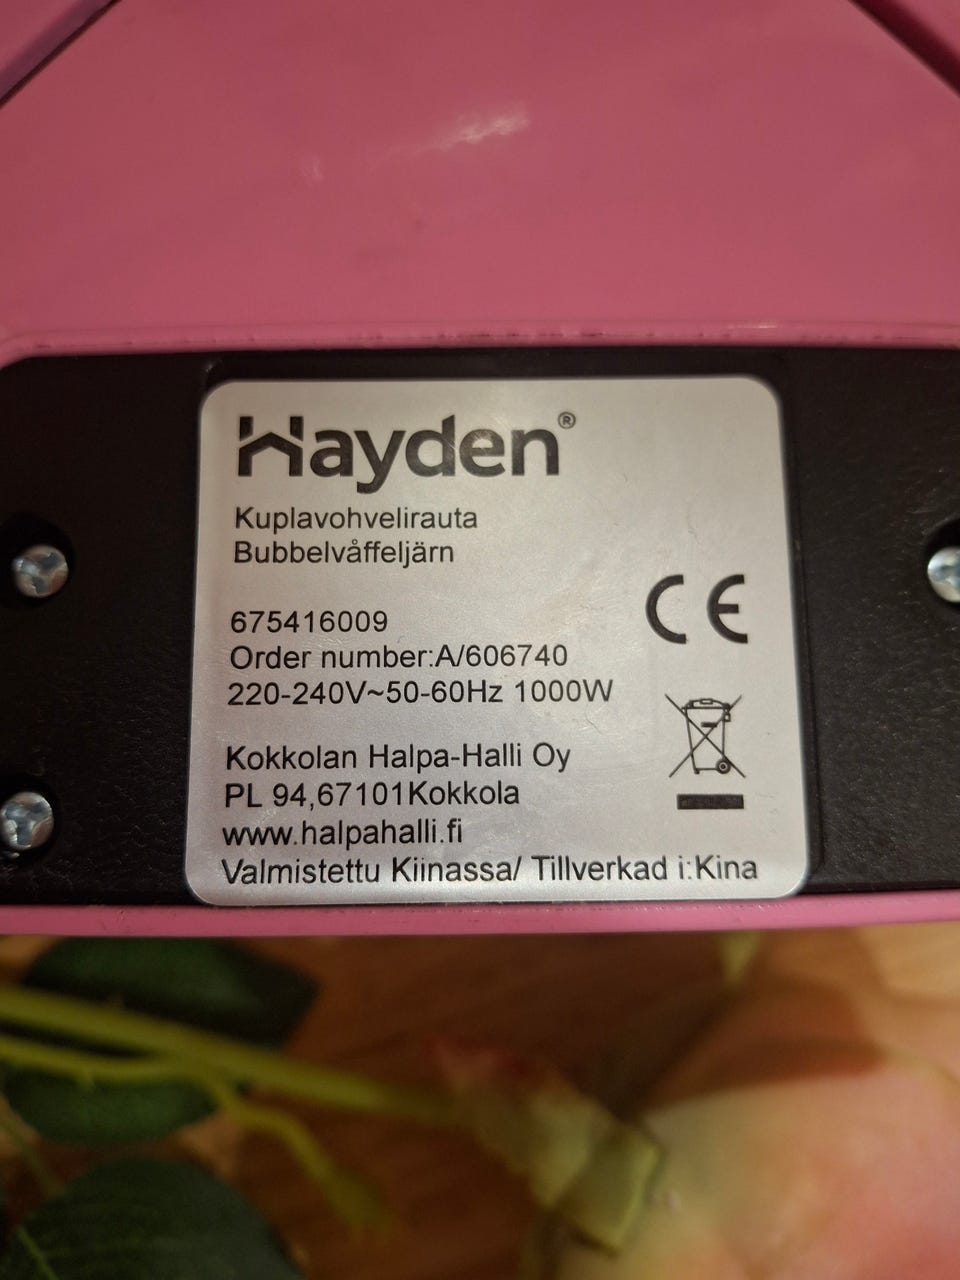 Hayden®
Kuplavohvelirauta
Bubbelvåffeljärn
675416009
Order number:A/606740
220-240V~50-60Hz 1000W
CE
Kokkolan Halpa-Halli Oy
PL 94,67101Kokkola
www.halpahalli.fi
Valmistettu Kiinassa/ Tillverkad i:Kina